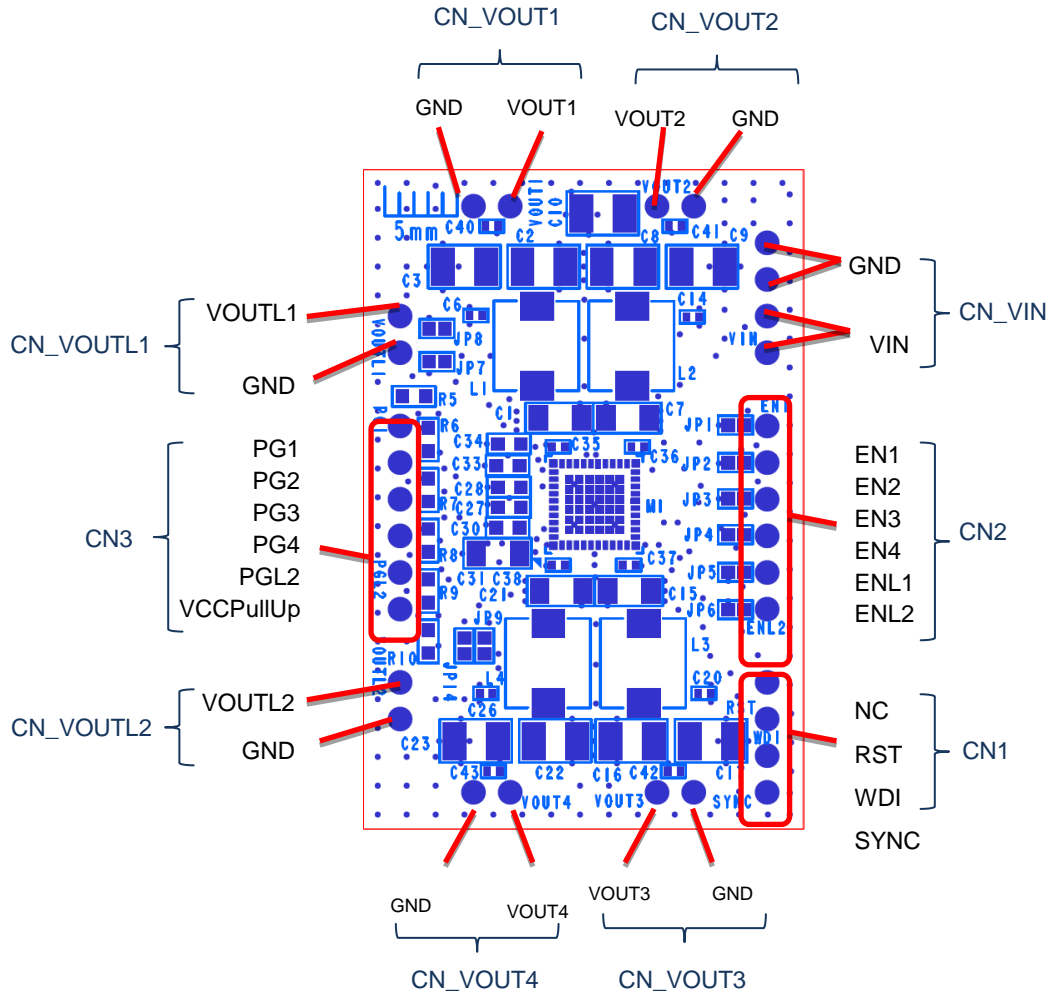 CN_VOUT1
CN_VOUT2
GND
VOUT1
VOUT2
GND
VOUT1
C10
VOUT2
5mm
C40
C2
C8
C41
C9
C3
GND
CN_VIN
VIN
VIN
VOUTL1
CN_VOUTL1
GND
VOUTL1
C6
C14
JP8
JP7
L1
L2
R5
C1
C7
JP1
EN1
R6
C34
C35
C36
PG1
PG2
PG3
PG4
PGL2
VCCPullUp
CN3
C33
JP2
C28
R7
C27
JP3
M1
C30
JP4
R8
C31
C38
C37
JP5
PGL2
R9
C21
C15
JP6
ENL2
EN1
EN2
EN3
EN4
ENL1
ENL2
CN2
JP9
R10
JP14
L3
L4
C20
C26
VOUTL2
CN_VOUTL2
GND
RST
WDI
NC
RST
WDI
SYNC
CN1
C23
C43
C22
C16
C42
C17
VOUT4
VOUT3
SYNC
GND
VOUT4
VOUT3
GND
CN_VOUT4
CN_VOUT3